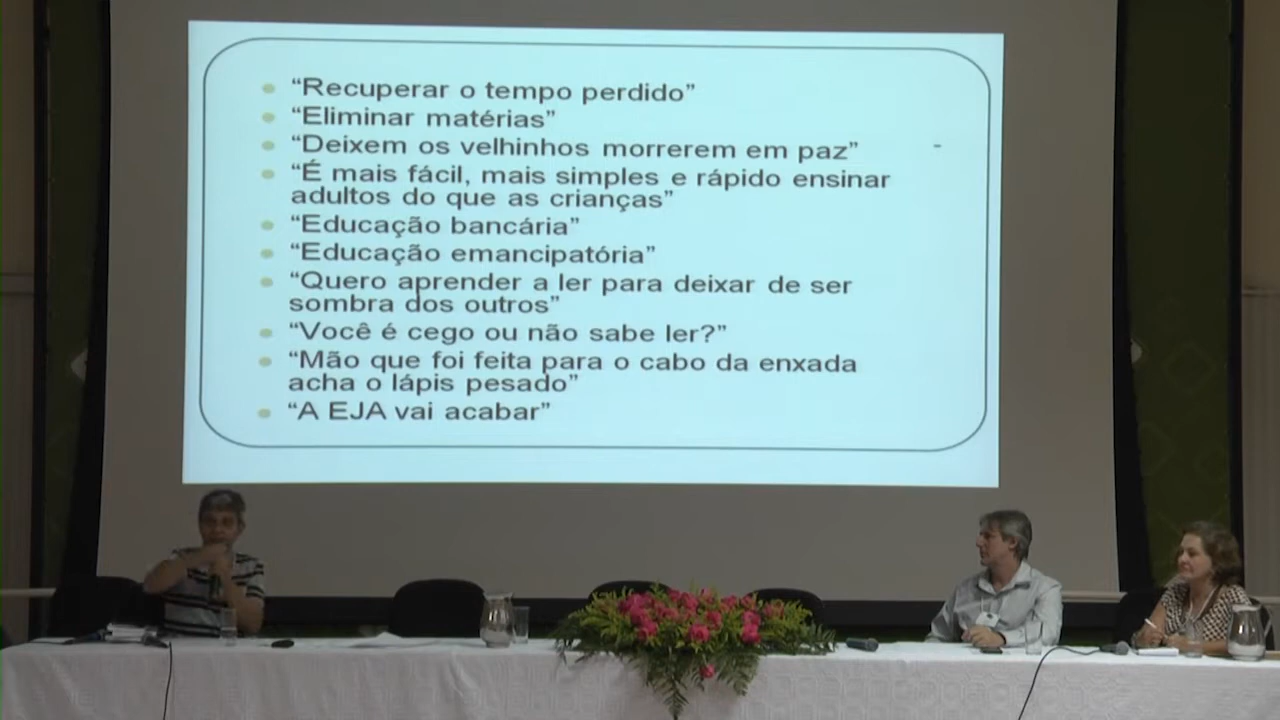 “Recuperar o tempo perdido”
“Eliminar matérias”
“Deixem os velhinhos morrerem em paz”
“É mais fácil, mais simples e rápido ensinar
adultos do que as crianças”
“Educação bancária”
“Educação emancipatória”
“Quero aprender a ler para deixar de ser
sombra dos outros”
“Você é cego ou não sabe ler?”
“Mão que foi feita para o cabo da enxada
acha o lápis pesado”
“A EJA vai acabar”